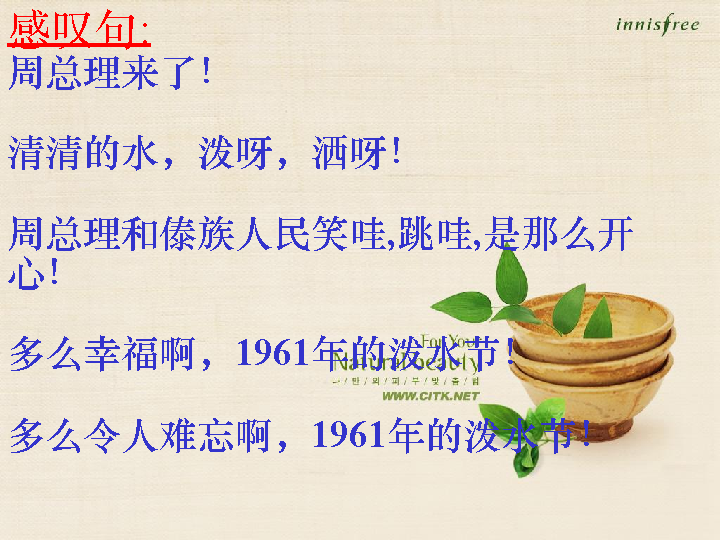 感叹句:
innisfree
周总理来了！
清清的水，泼呀，洒呀！
周总理和傣族人民笑哇,跳哇,是那么开
心！
多么幸福啊，1961年的泼水节！
For You
Natural beauty
WWW.CITK.NET
多么令人难忘啊，1961年的泼水节！